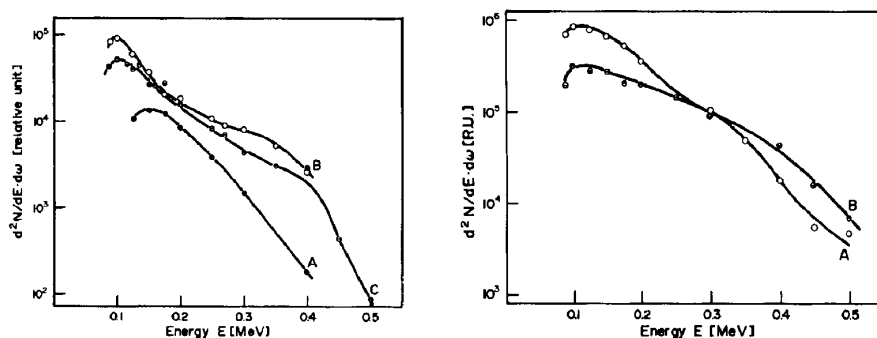 d²N/dE·dω [relative unit]
10⁵
10⁴
10³
10²
0.1 0.2 0.3 0.4 0.5
Energy E [MeV]
A
B
C
d²N/dE·dω [R.U.]
10⁶
10⁵
10⁴
10³
0.1 0.2 0.3 0.4 0.5
Energy E [MeV]
B
A